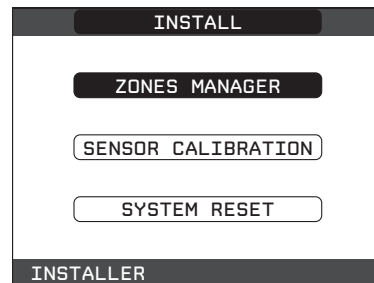 INSTALL
ZONES MANAGER
SENSOR CALIBRATION
SYSTEM RESET
INSTALLER